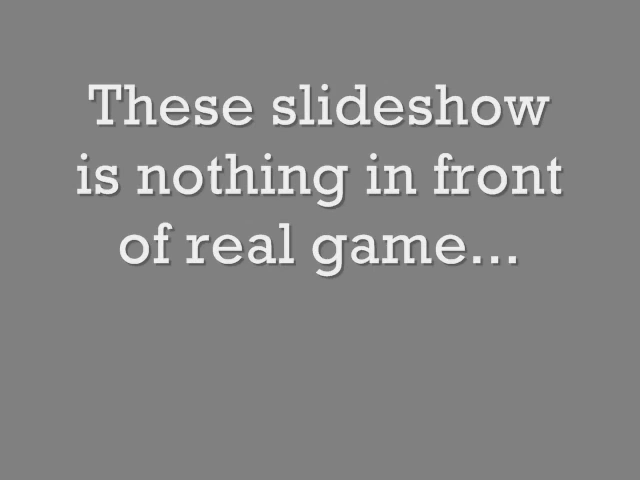 These slideshow
is nothing in front
of real game...